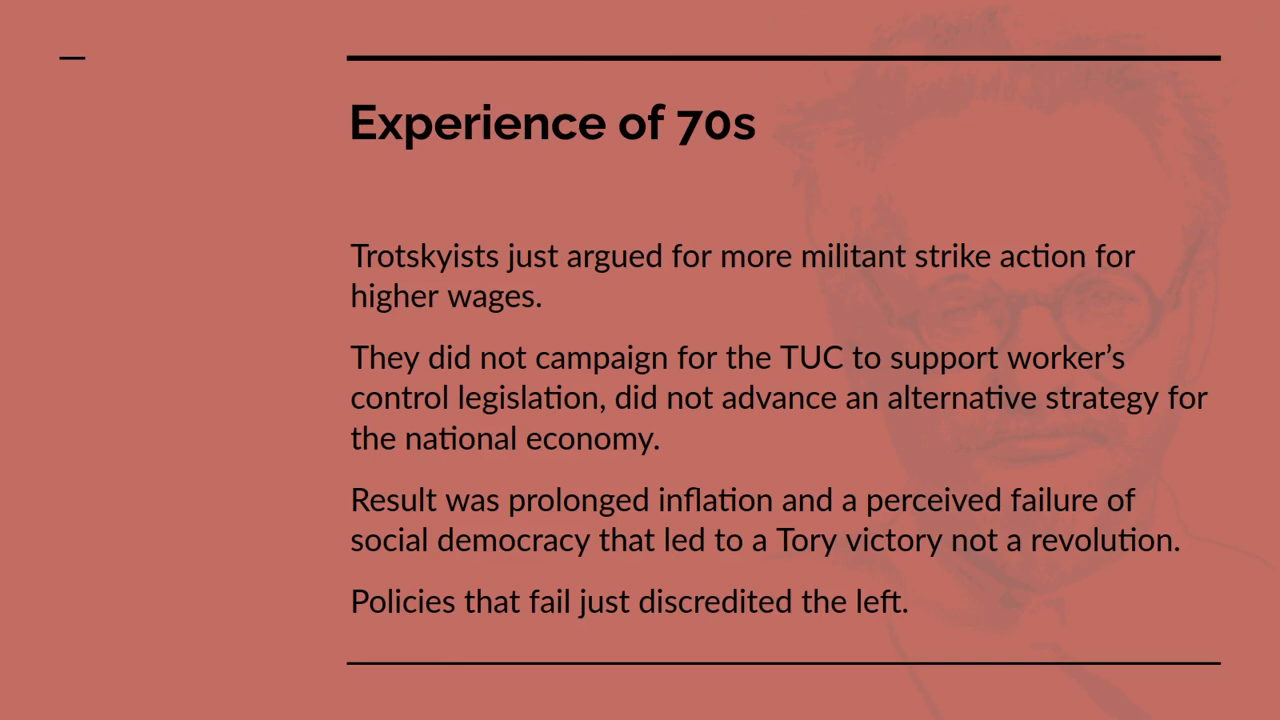 Experience of 70s
Trotskyists just argued for more militant strike action for
higher wages.
They did not campaign for the TUC to support worker’s
control legislation, did not advance an alternative strategy for
the national economy.
Result was prolonged inflation and a perceived failure of
social democracy that led to a Tory victory not a revolution.
Policies that fail just discredited the left.